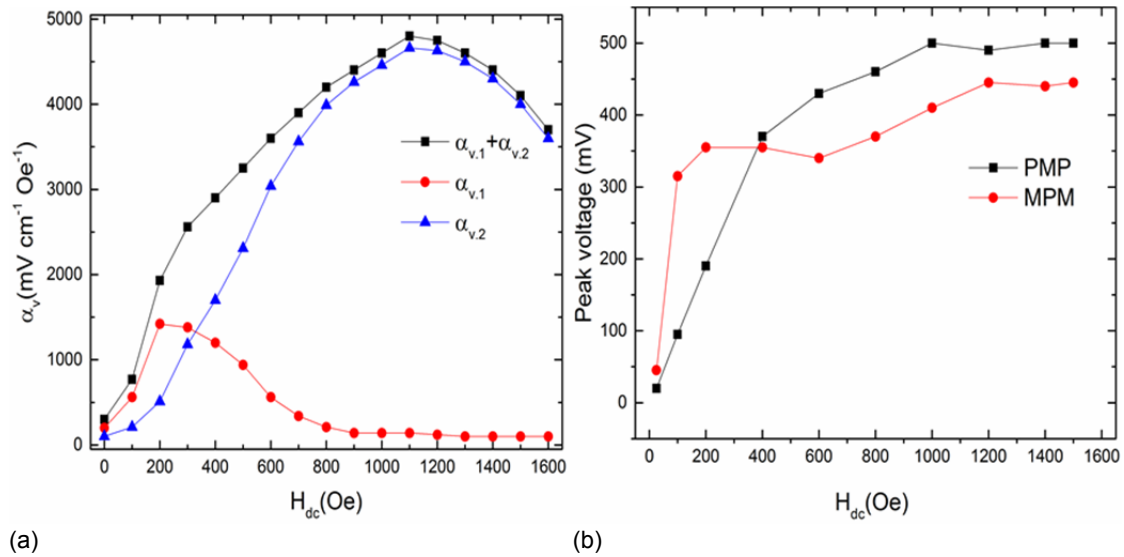 5000
4000
3000
2000
1000
0
αv(mV cm-1 Oe-1)
αv.1+αv.2
αv.1
αv.2
0 200 400 600 800 1000 1200 1400 1600
Hdc(Oe)
(a)
500
400
300
200
100
0
Peak voltage (mV)
PMP
MPM
0 200 400 600 800 1000 1200 1400 1600
Hdc(Oe)
(b)